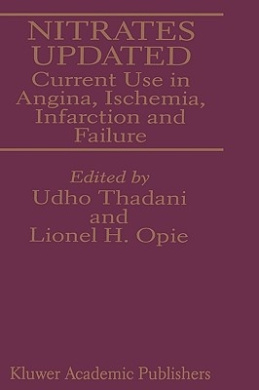 NITRATES
UPDATED
Current Use in
Angina, Ischemia,
Infarction and
Failure
Edited by
Udho Thadani
and
Lionel H. Opie
Kluwer Academic Publishers